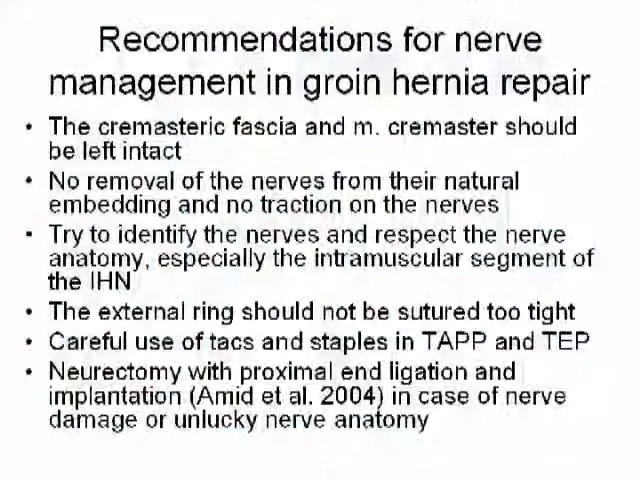 Recommendations for nerve
management in groin hernia repair
• The cremasteric fascia and m. cremaster should
be left intact
• No removal of the nerves from their natural
embedding and no traction on the nerves
• Try to identify the nerves and respect the nerve
anatomy, especially the intramuscular segment of
the IHN
• The external ring should not be sutured too tight
• Careful use of tacs and staples in TAPP and TEP
• Neurectomy with proximal end ligation and
implantation (Amid et al. 2004) in case of nerve
damage or unlucky nerve anatomy